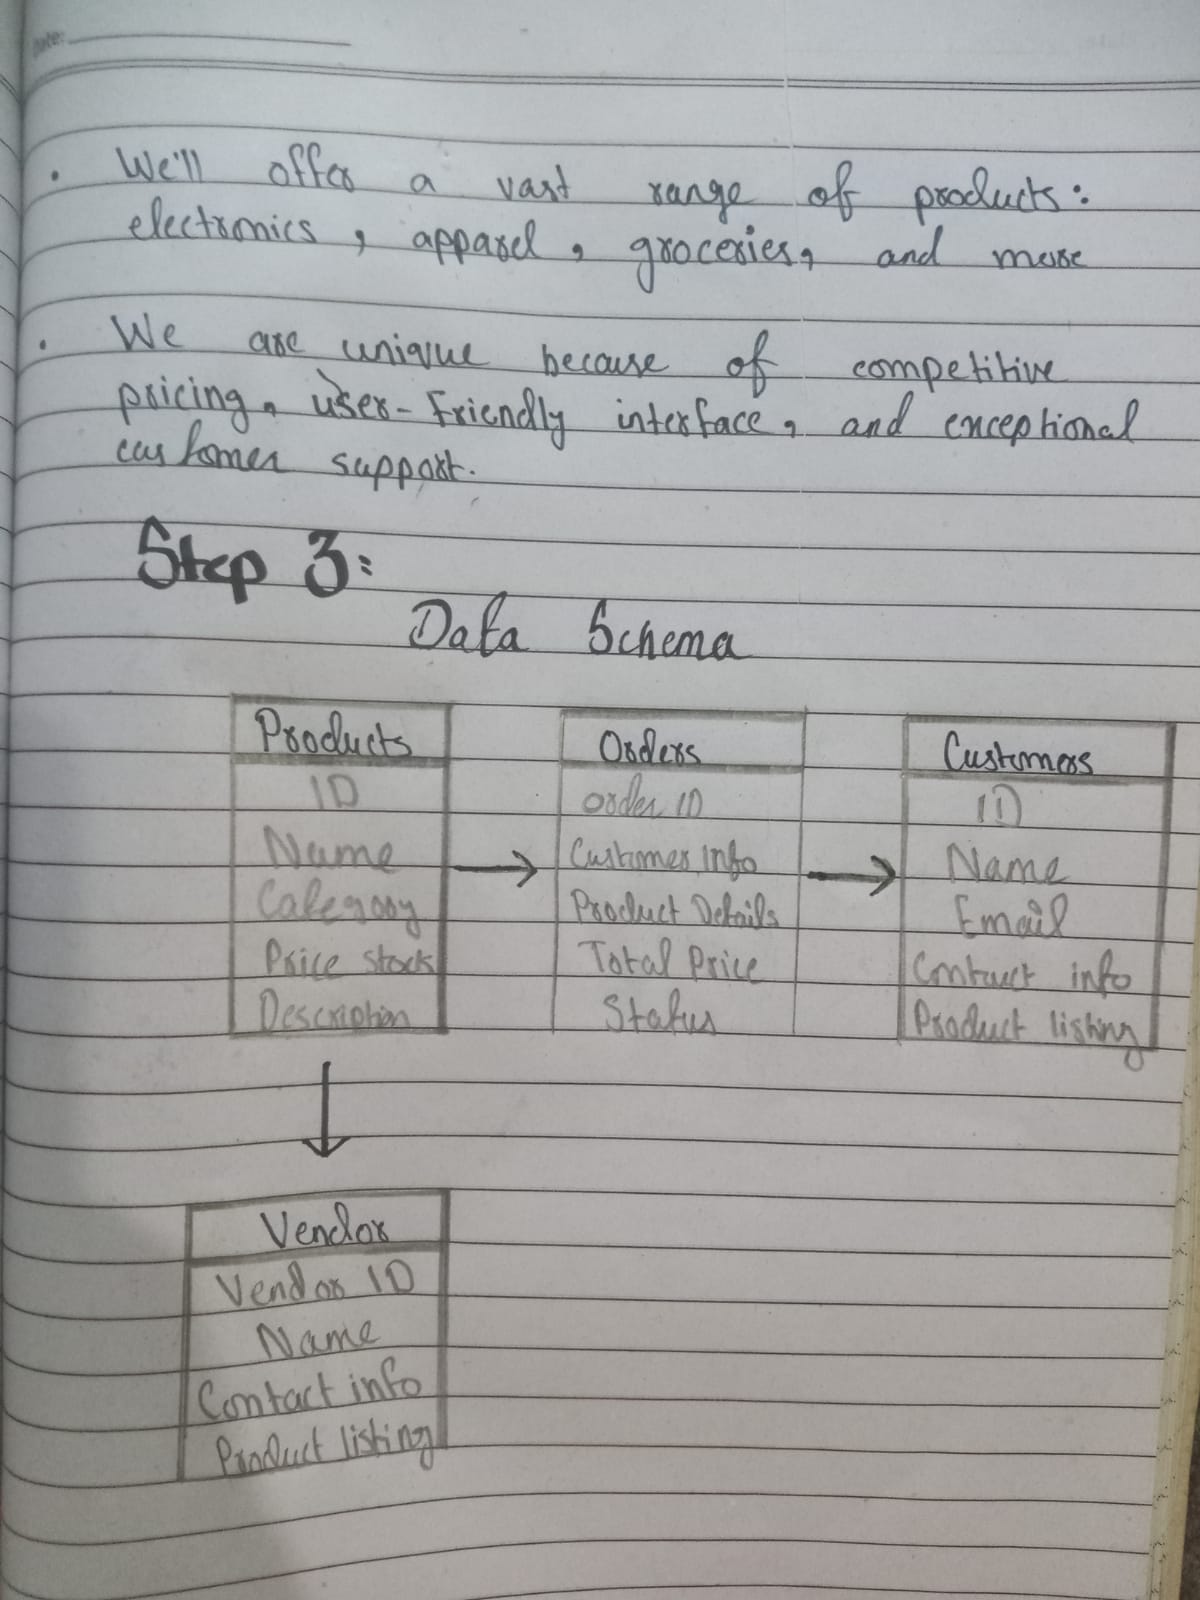 Date:
• We'll offer a vast range of products:
electronics, apparel, groceries, and more
• We are unique because of competitive
pricing, user-Friendly interface, and exceptional
customer support.
Step 3:
Data Schema
Products
ID
Name
Category
Price stock
Description
Orders
Order ID
Customer Info
Product Details
Total Price
Status
Customers
ID
Name
Email
Contact info
Product listing
Vendor
Vendor ID
Name
Contact info
Product listing